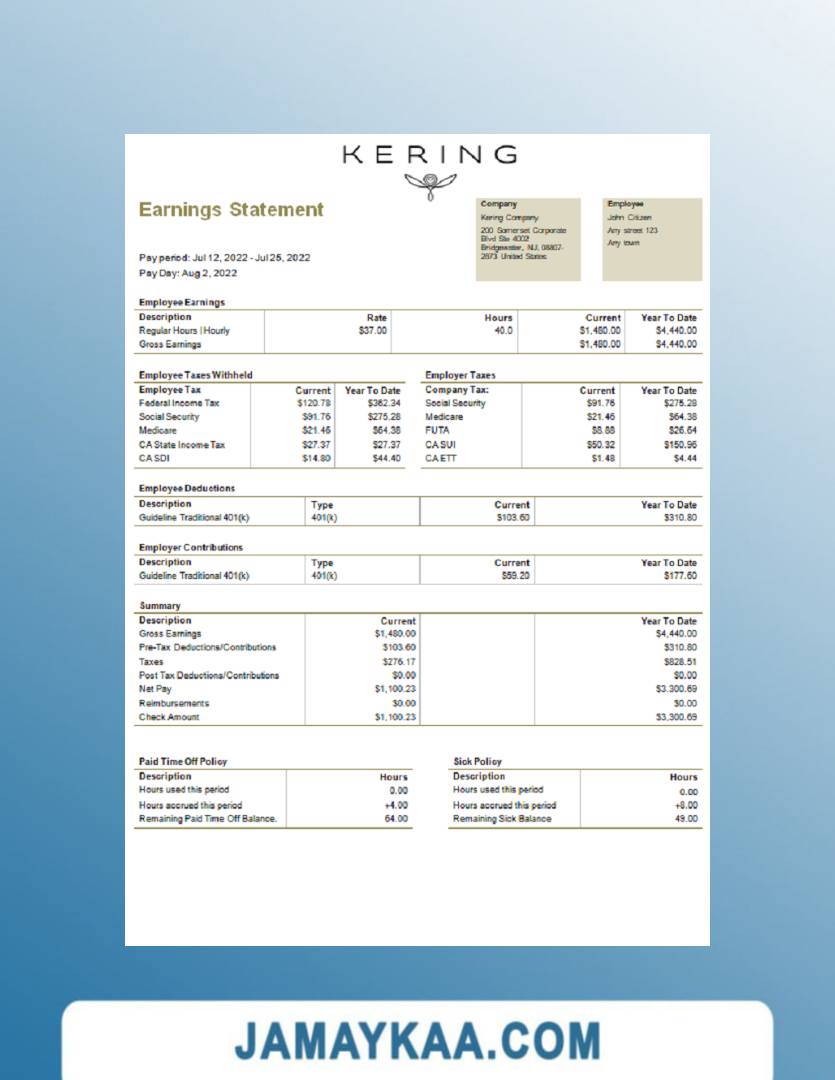 KERING
Earnings Statement
Company
Kering Company
200 Somerset Corporate
Blvd Ste 4002
Bridgewater, NJ, 08807-
2873 United States
Employee
John Citizen
Any street 123
Any town
Pay period: Jul 12, 2022 - Jul 25, 2022
Pay Day: Aug 2, 2022
Employee Earnings
Description Rate Hours Current Year To Date
Regular Hours | Hourly $37.00 40.0 $1,480.00 $4,440.00
Gross Earnings $1,480.00 $4,440.00
Employee Taxes Withheld
Employee Tax Current Year To Date
Federal Income Tax $120.78 $362.34
Social Security $91.76 $275.28
Medicare $21.46 $64.38
CA State Income Tax $27.37 $27.37
CA SDI $14.80 $44.40
Employer Taxes
Company Tax: Current Year To Date
Social Security $91.76 $275.28
Medicare $21.46 $64.38
FUTA $8.88 $26.64
CA SUI $50.32 $150.96
CA ETT $1.48 $4.44
Employee Deductions
Description Type Current Year To Date
Guideline Traditional 401(k) 401(k) $103.60 $310.80
Employer Contributions
Description Type Current Year To Date
Guideline Traditional 401(k) 401(k) $59.20 $177.60
Summary
Description Current Year To Date
Gross Earnings $1,480.00 $4,440.00
Pre-Tax Deductions/Contributions $103.60 $310.80
Taxes $276.17 $828.51
Post Tax Deductions/Contributions $0.00 $0.00
Net Pay $1,100.23 $3.300.69
Reimbursements $0.00 $0.00
Check Amount $1,100.23 $3,300.69
Paid Time Off Policy
Description Hours
Hours used this period 0.00
Hours accrued this period +4.00
Remaining Paid Time Off Balance. 64.00
Sick Policy
Description Hours
Hours used this period 0.00
Hours accrued this period +8.00
Remaining Sick Balance 49.00
JAMAYKAA.COM